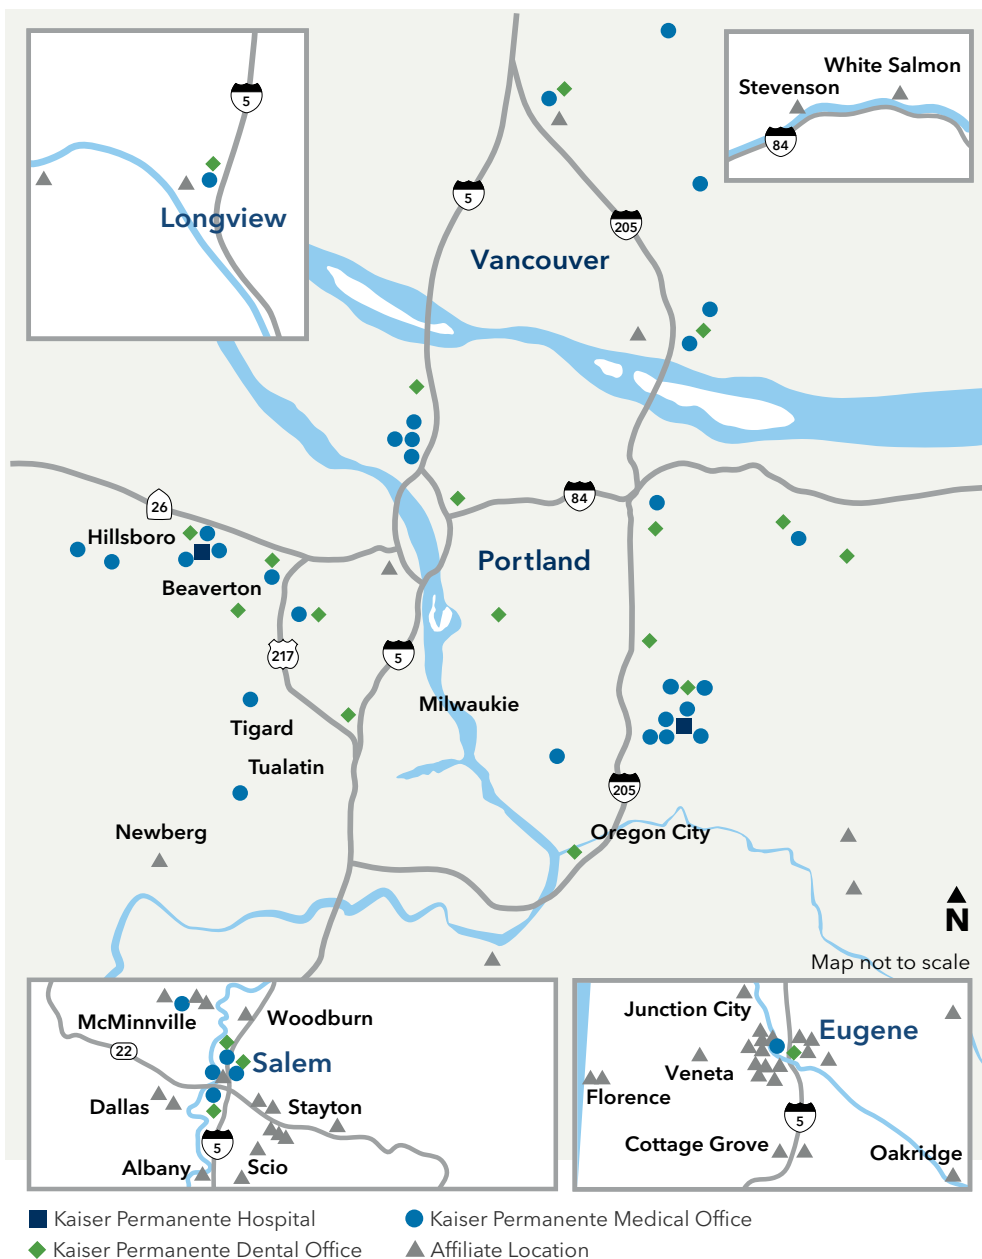 5
Longview
White Salmon
Stevenson
84
5
205
Vancouver
26
84
Hillsboro
Beaverton
Portland
217
5
Milwaukie
Tigard
Tualatin
205
Newberg
Oregon City
N
Map not to scale
McMinnville
Woodburn
22
Salem
Dallas
Stayton
5
Albany
Scio
Junction City
Eugene
Veneta
Florence
5
Cottage Grove
Oakridge
Kaiser Permanente Hospital
Kaiser Permanente Medical Office
Kaiser Permanente Dental Office
Affiliate Location